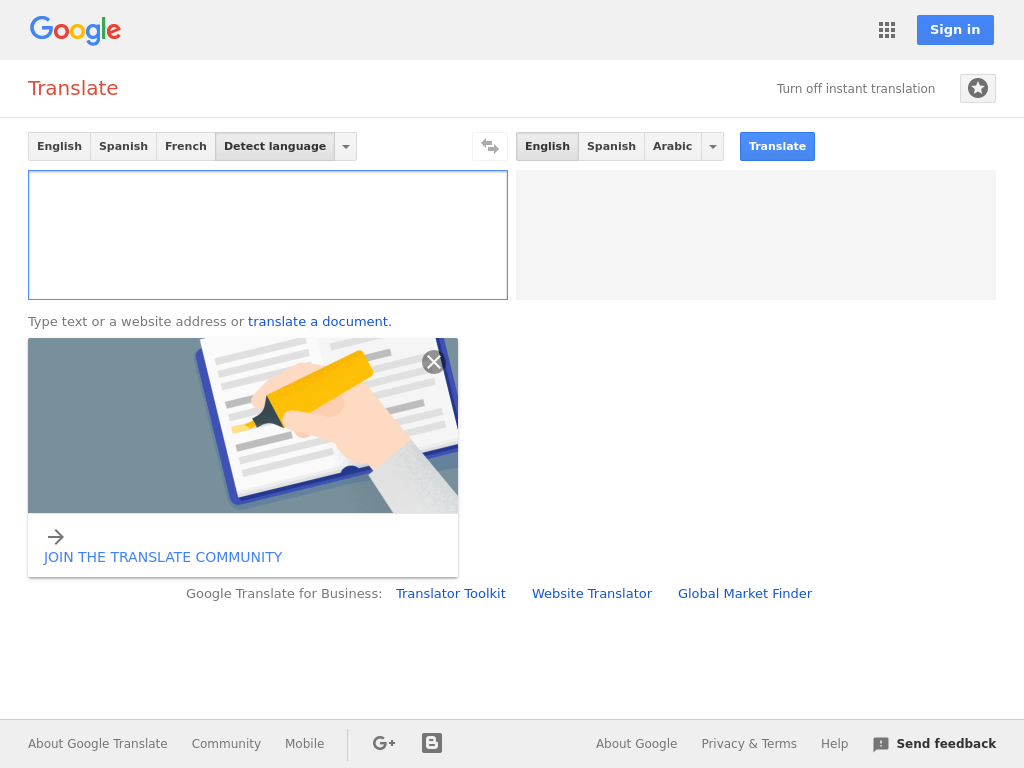 Google
Sign in
Translate
Turn off instant translation
English Spanish French Detect language
English Spanish Arabic
Translate
Type text or a website address or translate a document.
JOIN THE TRANSLATE COMMUNITY
Google Translate for Business: Translator Toolkit Website Translator Global Market Finder
About Google Translate Community Mobile G+ B About Google Privacy & Terms Help Send feedback